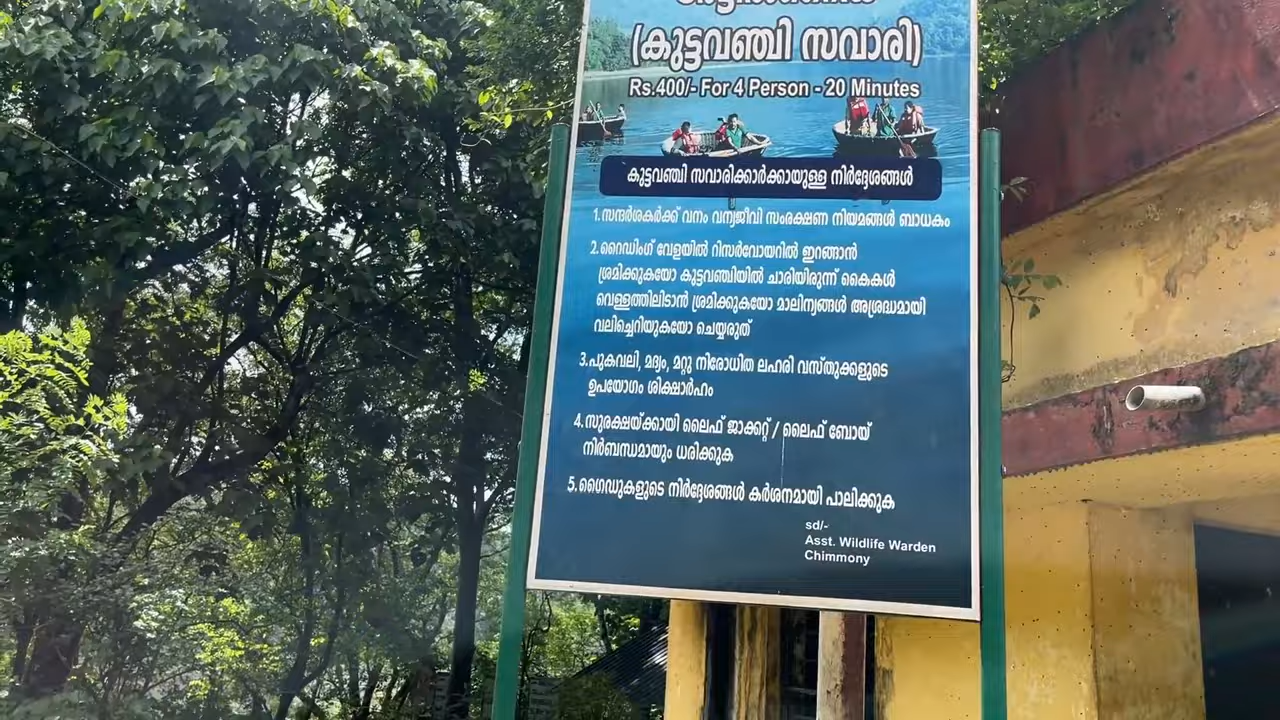 (കുട്ടവഞ്ചി സവാരി)
Rs.400/- For 4 Person - 20 Minutes
കുട്ടവഞ്ചി സവാരിക്കാർക്കായുള്ള നിർദ്ദേശങ്ങൾ
1.സന്ദർശകർക്ക് വനം വന്യജീവി സംരക്ഷണ നിയമങ്ങൾ ബാധകം
2.റൈഡിംഗ് വേളയിൽ റിസർവോയറിൽ ഇറങ്ങാൻ
ശ്രമിക്കുകയോ കുട്ടവഞ്ചിയിൽ ചാരിയിരുന്ന് കൈകൾ
വെള്ളത്തിലിടാൻ ശ്രമിക്കുകയോ മാലിന്യങ്ങൾ അശ്രദ്ധമായി
വലിച്ചെറിയുകയോ ചെയ്യരുത്
3.പുകവലി, മദ്യം, മറ്റു നിരോധിത ലഹരി വസ്തുക്കളുടെ
ഉപയോഗം ശിക്ഷാർഹം
4.സുരക്ഷയ്ക്കായി ലൈഫ് ജാക്കറ്റ് / ലൈഫ് ബോയ്
നിർബന്ധമായും ധരിക്കുക
5.ഗൈഡുകളുടെ നിർദ്ദേശങ്ങൾ കർശനമായി പാലിക്കുക
sd/-
Asst. Wildlife Warden
Chimmony